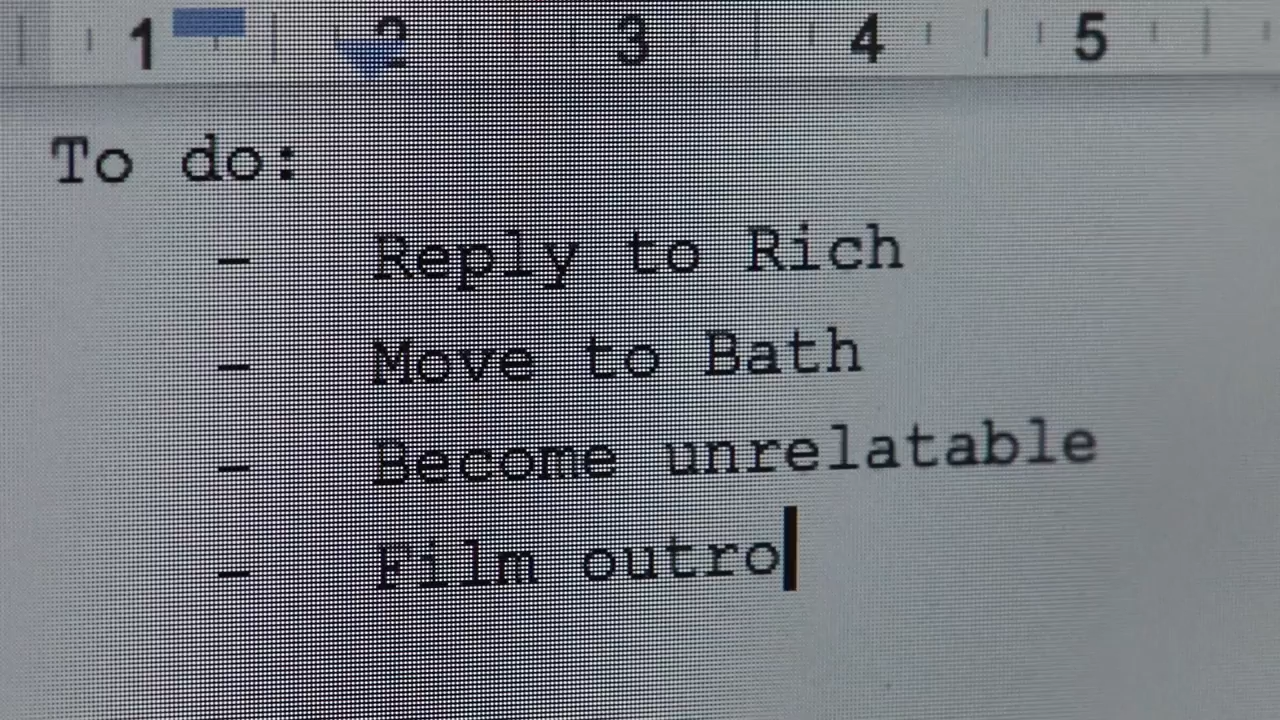 1 2 3 4 5
To do:
- Reply to Rich
- Move to Bath
- Become unrelatable
- Film outro